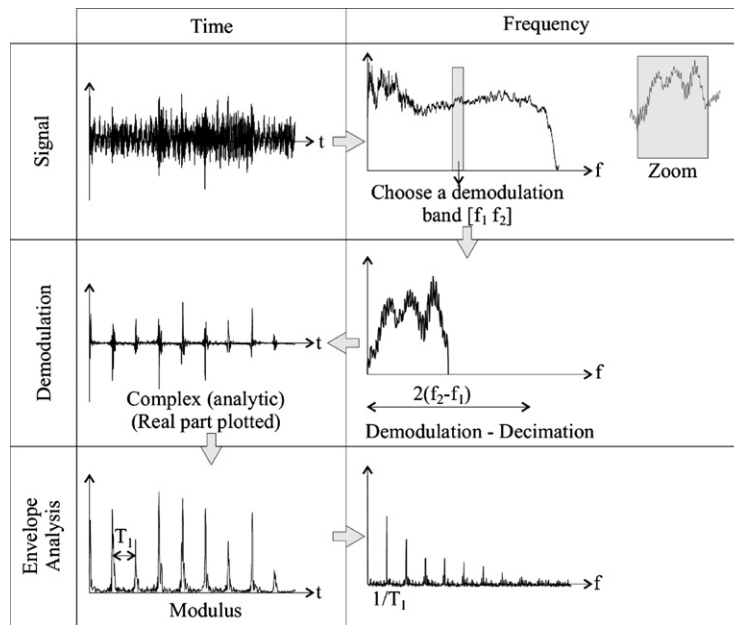 Time
Frequency
Signal
t
f
Zoom
Choose a demodulation
band [f₁ f₂]
Demodulation
t
Complex (analytic)
(Real part plotted)
f
2(f₂-f₁)
Demodulation - Decimation
Envelope
Analysis
T₁
t
Modulus
f
1/T₁